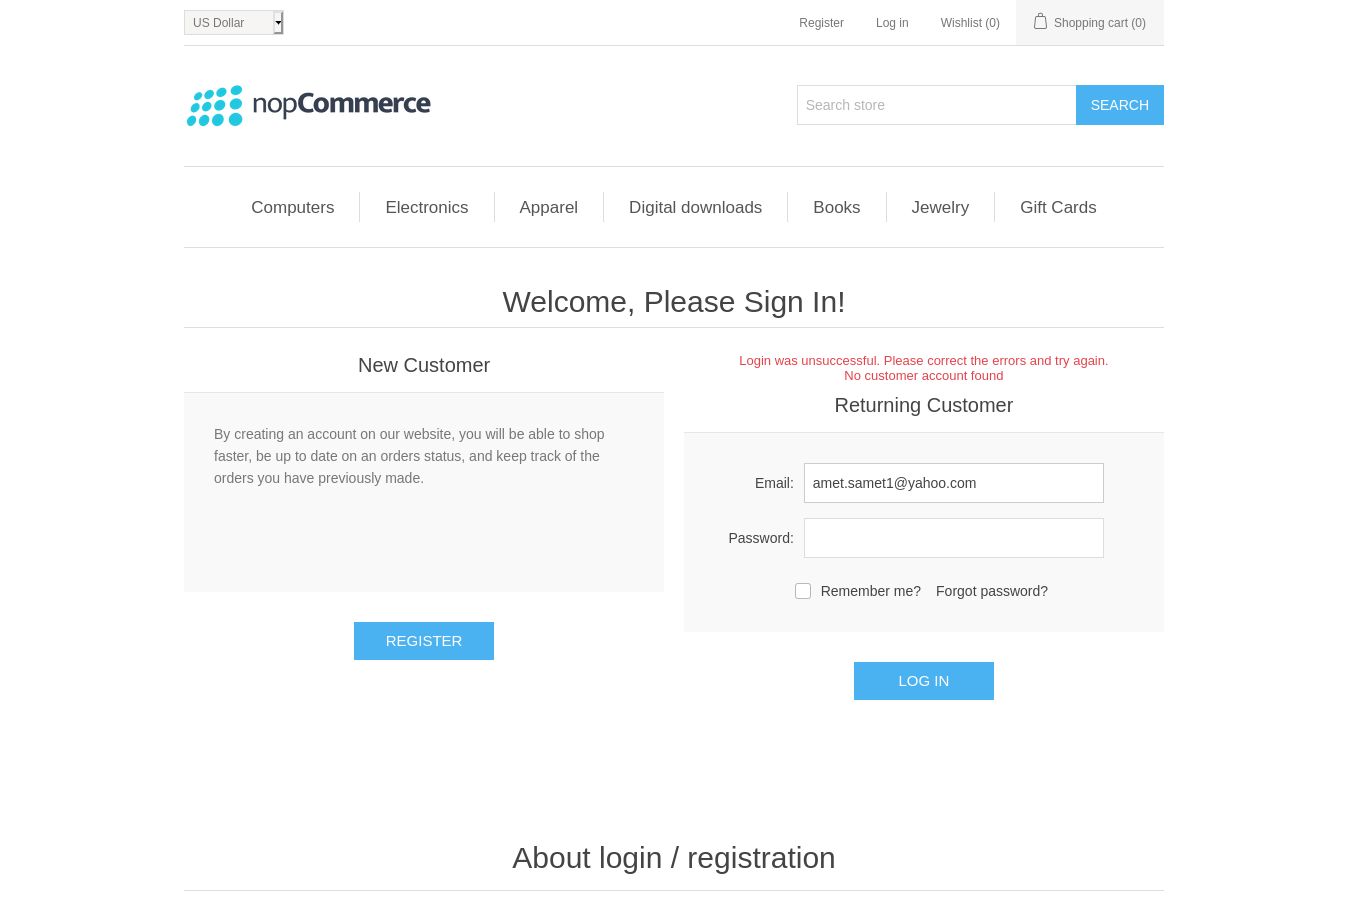 US Dollar
Register
Log in
Wishlist (0)
Shopping cart (0)
nopCommerce
Search store
SEARCH
Computers
Electronics
Apparel
Digital downloads
Books
Jewelry
Gift Cards
Welcome, Please Sign In!
New Customer
By creating an account on our website, you will be able to shop
faster, be up to date on an orders status, and keep track of the
orders you have previously made.
REGISTER
Login was unsuccessful. Please correct the errors and try again.
No customer account found
Returning Customer
Email:
amet.samet1@yahoo.com
Password:
Remember me?
Forgot password?
LOG IN
About login / registration